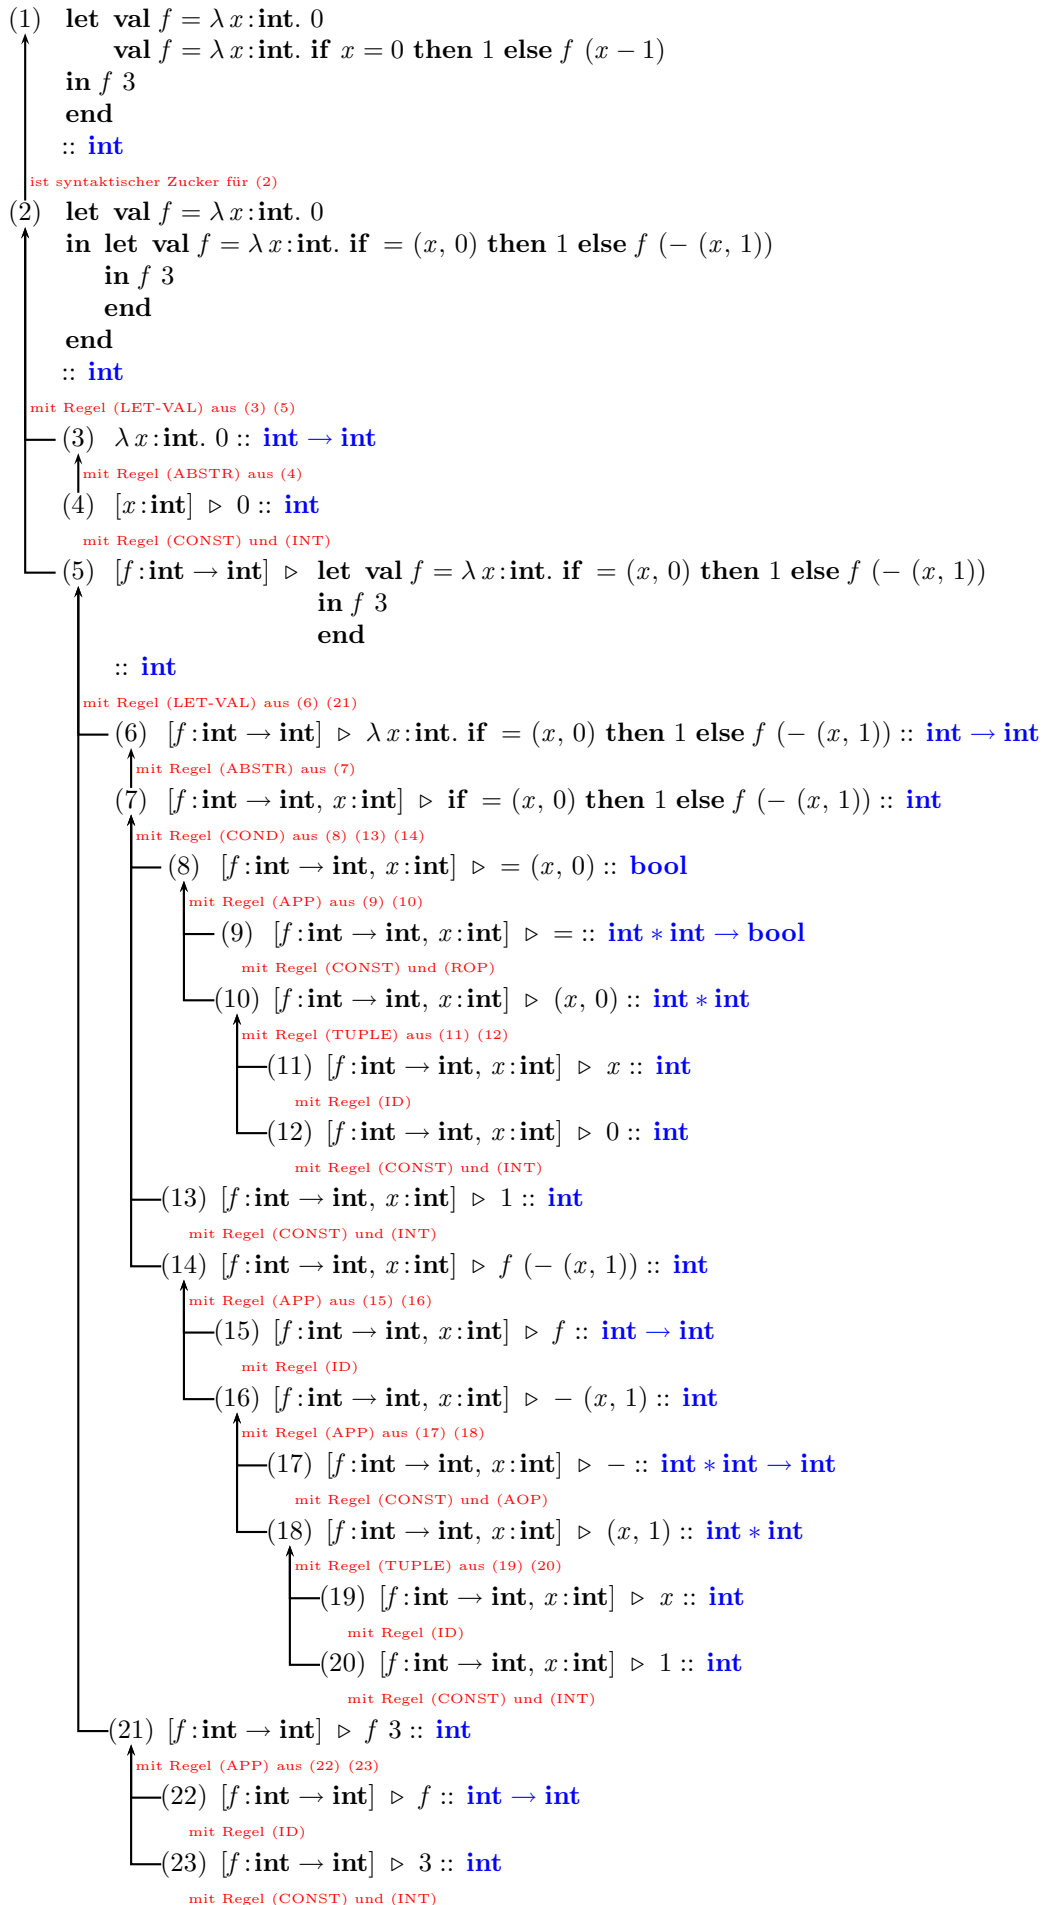 (1) let val f = λ x : int. 0
val f = λ x : int. if x = 0 then 1 else f (x − 1)
in f 3
end
:: int
ist syntaktischer Zucker für (2)
(2) let val f = λ x : int. 0
in let val f = λ x : int. if = (x, 0) then 1 else f (− (x, 1))
in f 3
end
end
:: int
mit Regel (LET-VAL) aus (3) (5)
(3) λ x : int. 0 :: int → int
mit Regel (ABSTR) aus (4)
(4) [x : int] ▹ 0 :: int
mit Regel (CONST) und (INT)
(5) [f : int → int] ▹ let val f = λ x : int. if = (x, 0) then 1 else f (− (x, 1))
in f 3
end
:: int
mit Regel (LET-VAL) aus (6) (21)
(6) [f : int → int] ▹ λ x : int. if = (x, 0) then 1 else f (− (x, 1)) :: int → int
mit Regel (ABSTR) aus (7)
(7) [f : int → int, x : int] ▹ if = (x, 0) then 1 else f (− (x, 1)) :: int
mit Regel (COND) aus (8) (13) (14)
(8) [f : int → int, x : int] ▹ = (x, 0) :: bool
mit Regel (APP) aus (9) (10)
(9) [f : int → int, x : int] ▹ = :: int ∗ int → bool
mit Regel (CONST) und (ROP)
(10) [f : int → int, x : int] ▹ (x, 0) :: int ∗ int
mit Regel (TUPLE) aus (11) (12)
(11) [f : int → int, x : int] ▹ x :: int
mit Regel (ID)
(12) [f : int → int, x : int] ▹ 0 :: int
mit Regel (CONST) und (INT)
(13) [f : int → int, x : int] ▹ 1 :: int
mit Regel (CONST) und (INT)
(14) [f : int → int, x : int] ▹ f (− (x, 1)) :: int
mit Regel (APP) aus (15) (16)
(15) [f : int → int, x : int] ▹ f :: int → int
mit Regel (ID)
(16) [f : int → int, x : int] ▹ − (x, 1) :: int
mit Regel (APP) aus (17) (18)
(17) [f : int → int, x : int] ▹ − :: int ∗ int → int
mit Regel (CONST) und (AOP)
(18) [f : int → int, x : int] ▹ (x, 1) :: int ∗ int
mit Regel (TUPLE) aus (19) (20)
(19) [f : int → int, x : int] ▹ x :: int
mit Regel (ID)
(20) [f : int → int, x : int] ▹ 1 :: int
mit Regel (CONST) und (INT)
(21) [f : int → int] ▹ f 3 :: int
mit Regel (APP) aus (22) (23)
(22) [f : int → int] ▹ f :: int → int
mit Regel (ID)
(23) [f : int → int] ▹ 3 :: int
mit Regel (CONST) und (INT)